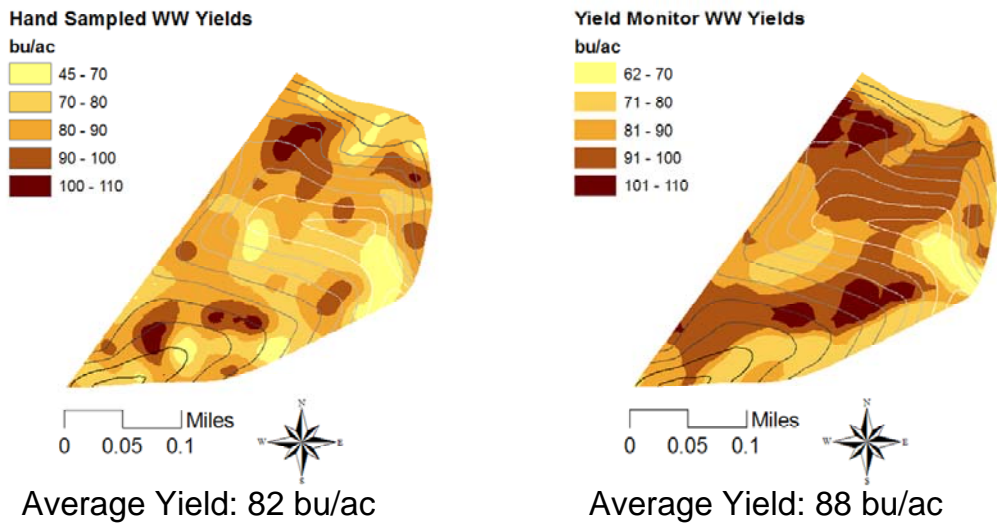 Hand Sampled WW Yields
bu/ac
45 - 70
70 - 80
80 - 90
90 - 100
100 - 110
N
W E
S
Miles
0 0.05 0.1
Average Yield: 82 bu/ac
Yield Monitor WW Yields
bu/ac
62 - 70
71 - 80
81 - 90
91 - 100
101 - 110
N
W E
S
Miles
0 0.05 0.1
Average Yield: 88 bu/ac